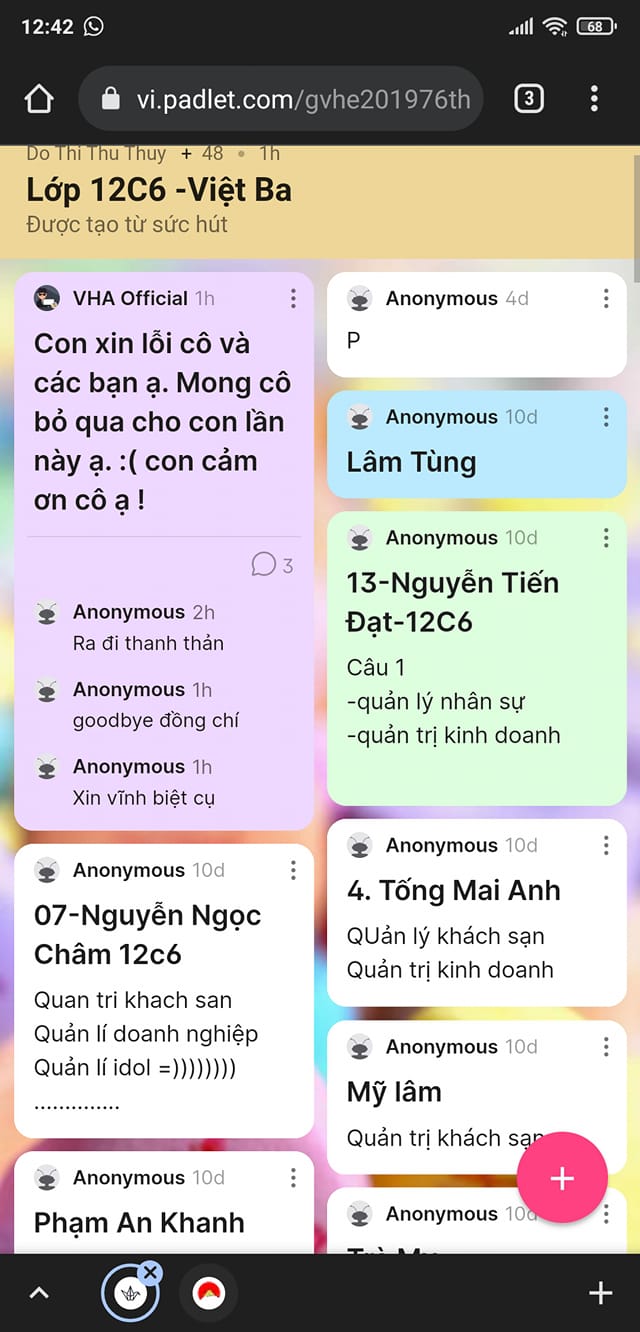 12:42
68
vi.padlet.com/gvhe201976th
3
Do Thi Thu Thuy + 48 • 1h
Lớp 12C6 -Việt Ba
Được tạo từ sức hút
VHA Official 1h
Con xin lỗi cô và
các bạn ạ. Mong cô
bỏ qua cho con lần
này ạ. :( con cảm
ơn cô ạ !
3
Anonymous 2h
Ra đi thanh thản
Anonymous 1h
goodbye đồng chí
Anonymous 1h
Xin vĩnh biệt cụ
Anonymous 10d
07-Nguyễn Ngọc
Châm 12c6
Quan tri khach san
Quản lí doanh nghiệp
Quản lí idol =))))))))
..............
Anonymous 10d
Phạm An Khanh
Anonymous 4d
P
Anonymous 10d
Lâm Tùng
Anonymous 10d
13-Nguyễn Tiến
Đạt-12C6
Câu 1
-quản lý nhân sự
-quản trị kinh doanh
Anonymous 10d
4. Tống Mai Anh
QUản lý khách sạn
Quản trị kinh doanh
Anonymous 10d
Mỹ lâm
Quản trị khách sạn
Anonymous 10d